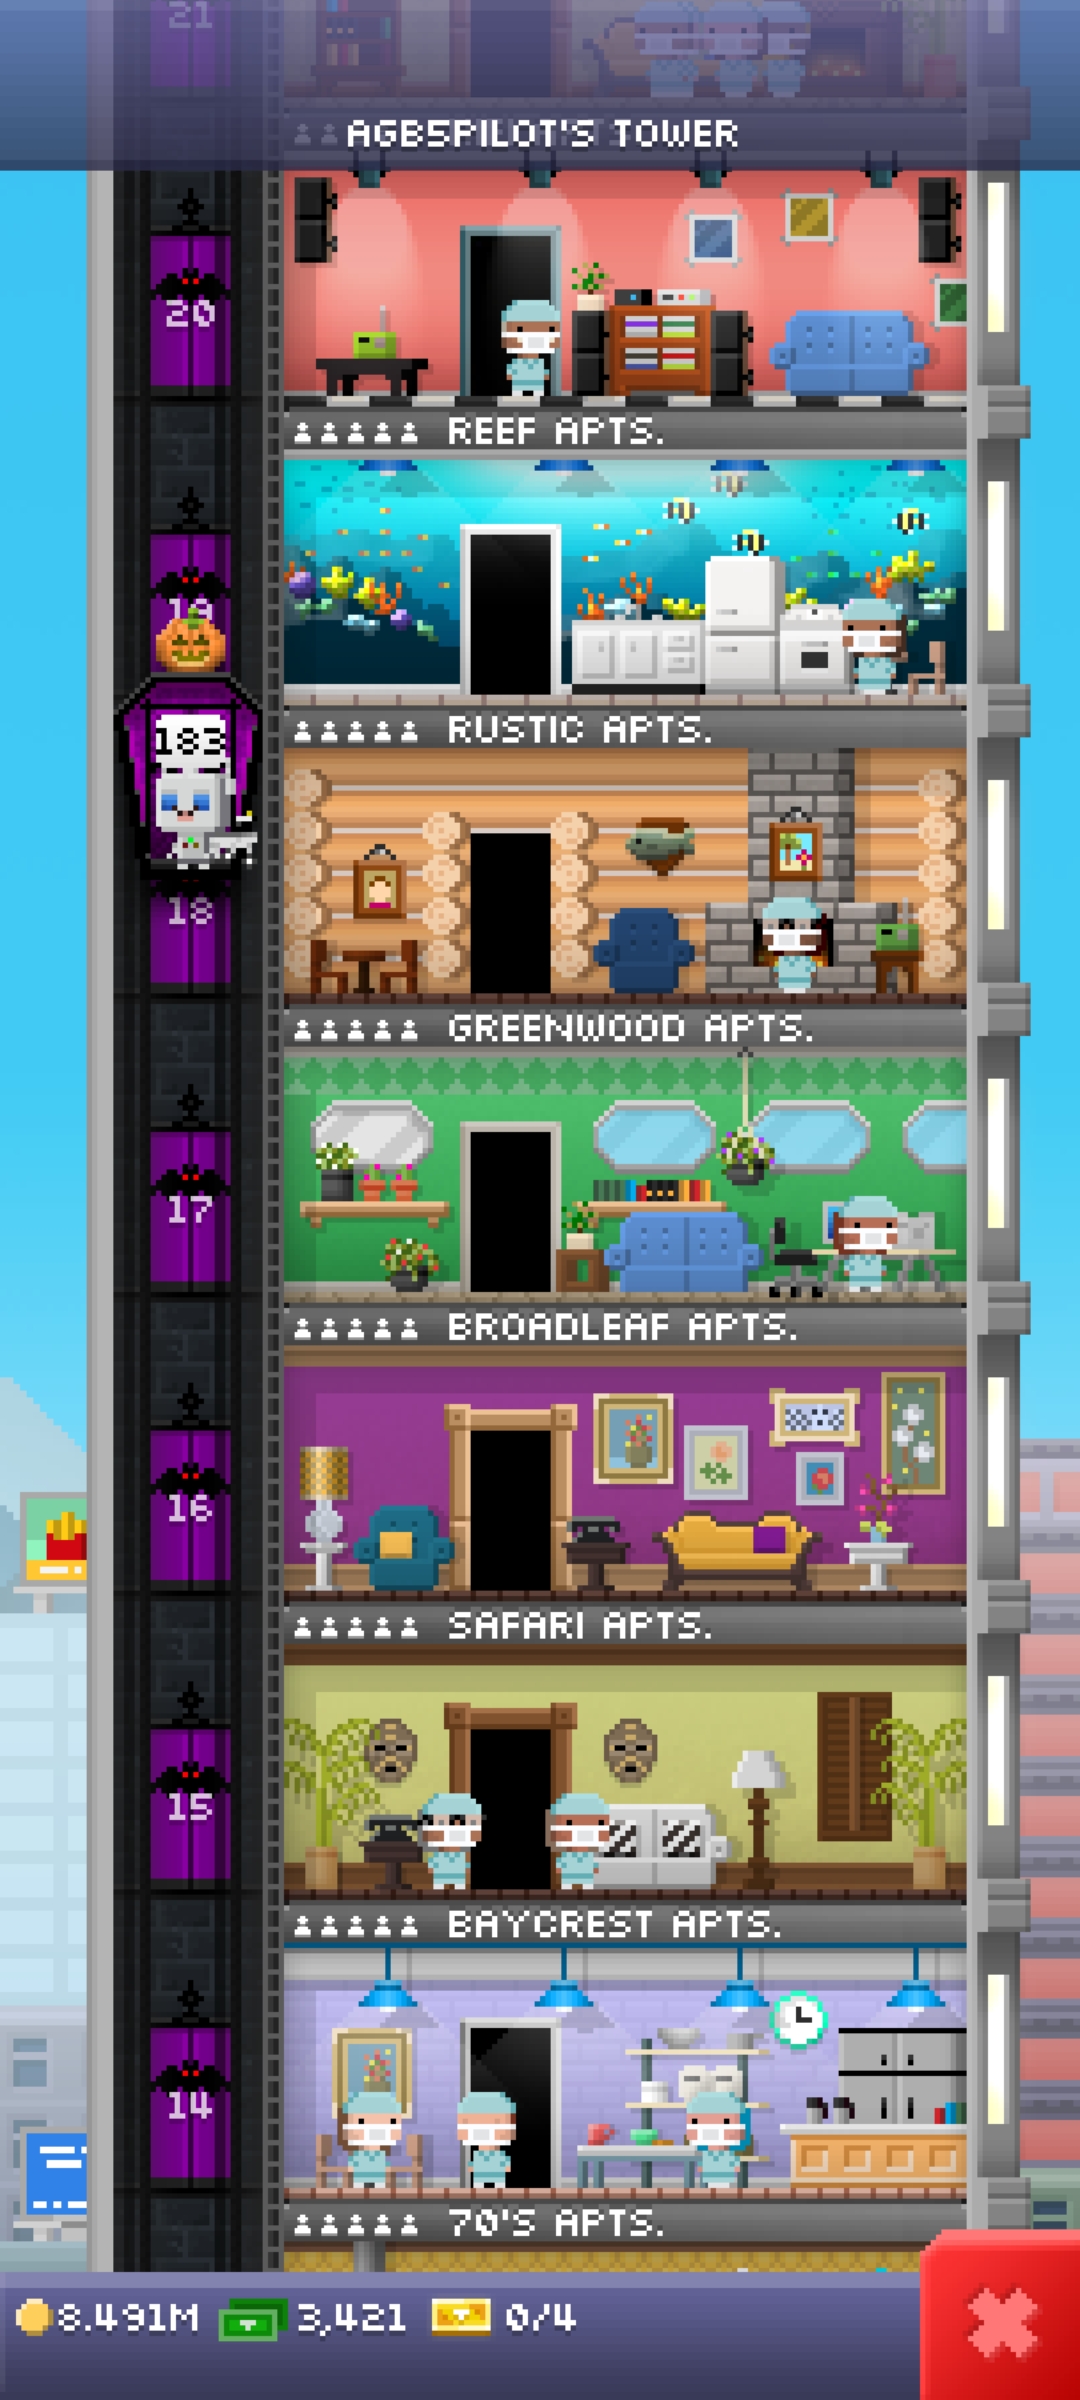 21
AGB5PILOT'S TOWER
20
REEF APTS.
19
RUSTIC APTS.
183
18
GREENWOOD APTS.
17
BROADLEAF APTS.
16
SAFARI APTS.
15
BAYCREST APTS.
14
70'S APTS.
8.491M 3,421 0/4